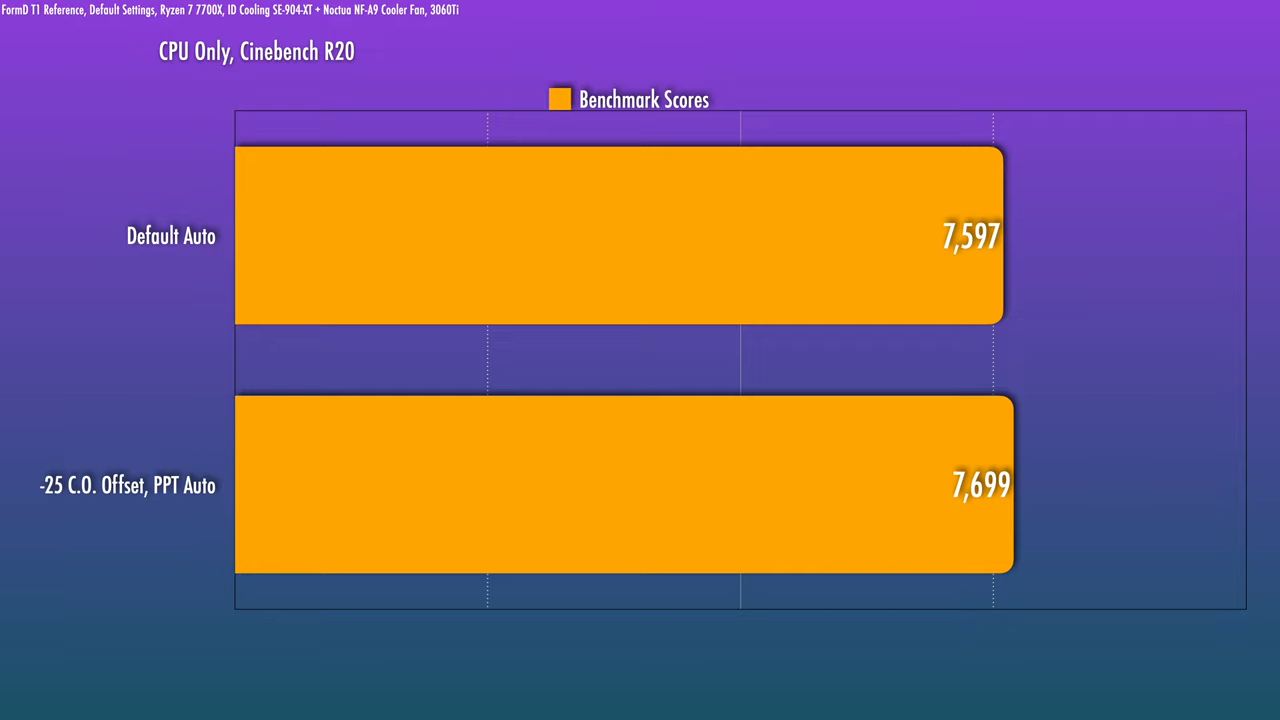 FormD T1 Reference, Default Settings, Ryzen 7 7700X, ID Cooling SE-904-XT + Noctua NF-A9 Cooler Fan, 3060Ti
CPU Only, Cinebench R20
Benchmark Scores
Default Auto
7,597
-25 C.O. Offset, PPT Auto
7,699